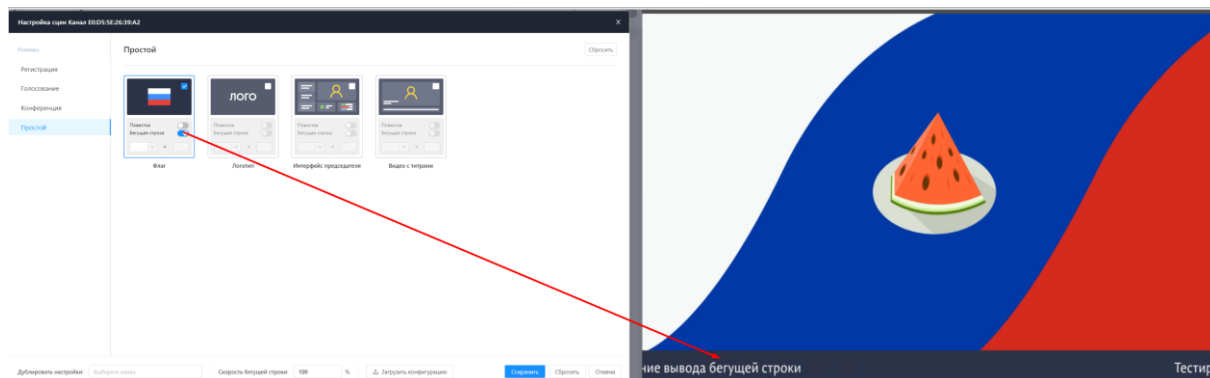 Настройка сцен Канал E0:D5:5E:26:39:A2
Режимы
Регистрация
Голосование
Конференция
Простой
Простой
Сбросить
ЛОГО
Повестка
Бегущая строка
Повестка
Бегущая строка
Повестка
Бегущая строка
Повестка
Бегущая строка
Флаг
Логотип
Интерфейс председателя
Видео с титрами
Дублировать настройки:
Выберите канал
Скорость бегущей строки:
100
%
Загрузить конфигурацию
Сохранить
Сбросить
Отмена
ние вывода бегущей строки
Тестир